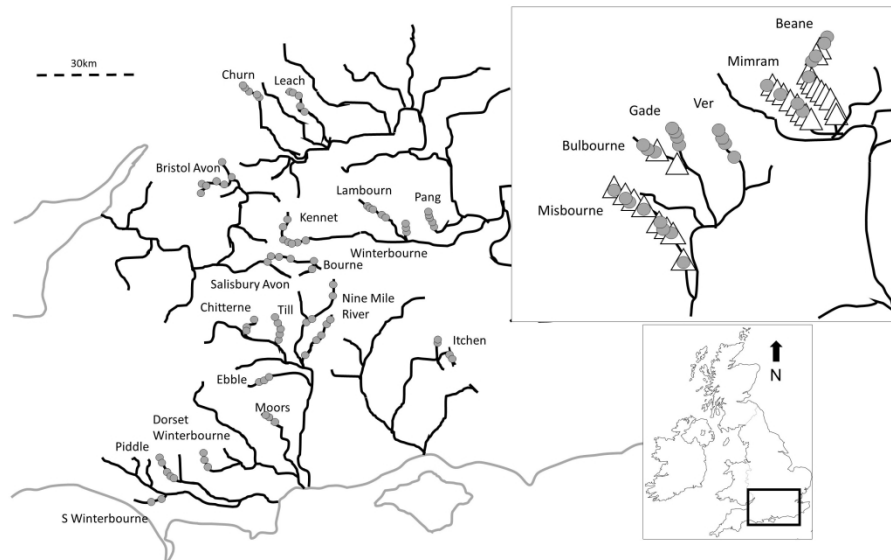 30km
Churn
Leach
Bristol Avon
Lambourn
Pang
Kennet
Winterbourne
Bourne
Salisbury Avon
Chitterne
Till
Nine Mile
River
Itchen
Ebble
Moors
Dorset
Winterbourne
Piddle
S Winterbourne
Beane
Mimram
Gade
Ver
Bulbourne
Misbourne
N